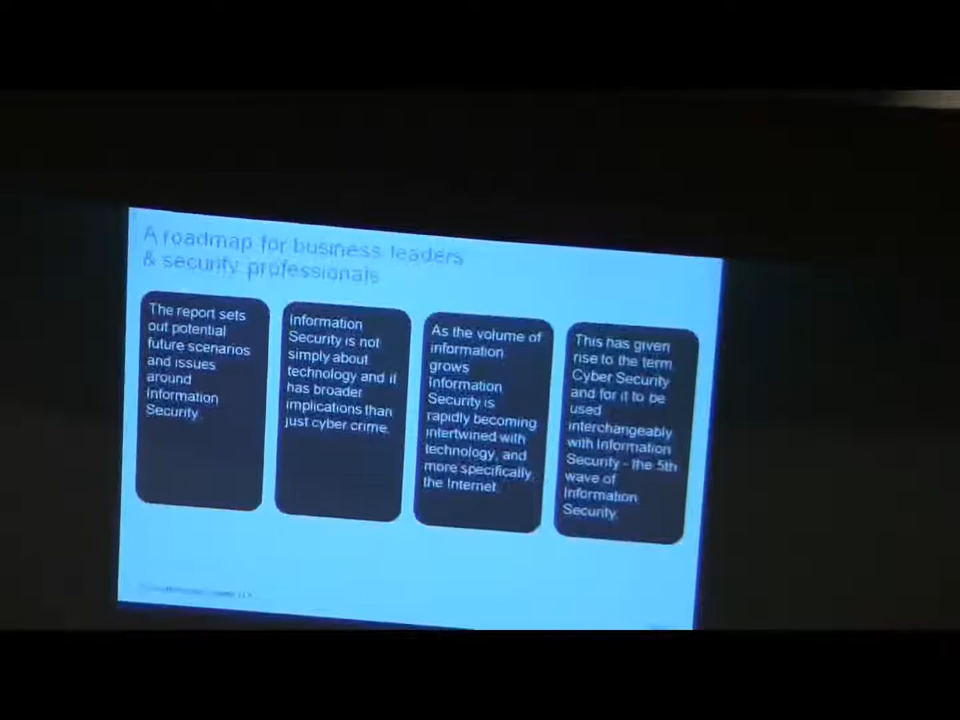 A roadmap for business leaders
& security professionals
The report sets
out potential
future scenarios
and issues
around
Information
Security.
Information
Security is not
simply about
technology and it
has broader
implications than
just cyber crime.
As the volume of
information
grows
Information
Security is
rapidly becoming
intertwined with
technology, and
more specifically,
the Internet
This has given
rise to the term
Cyber Security
and for it to be
used
interchangeably
with Information
Security - the 5th
wave of
Information
Security.